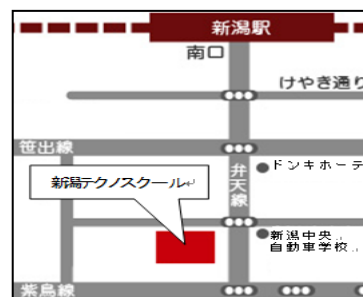 新潟駅
南口
けやき通り
笹出線
ドンキホーテ
弁天線
新潟テクノスクール
新潟中央
自動車学校
紫鳥線